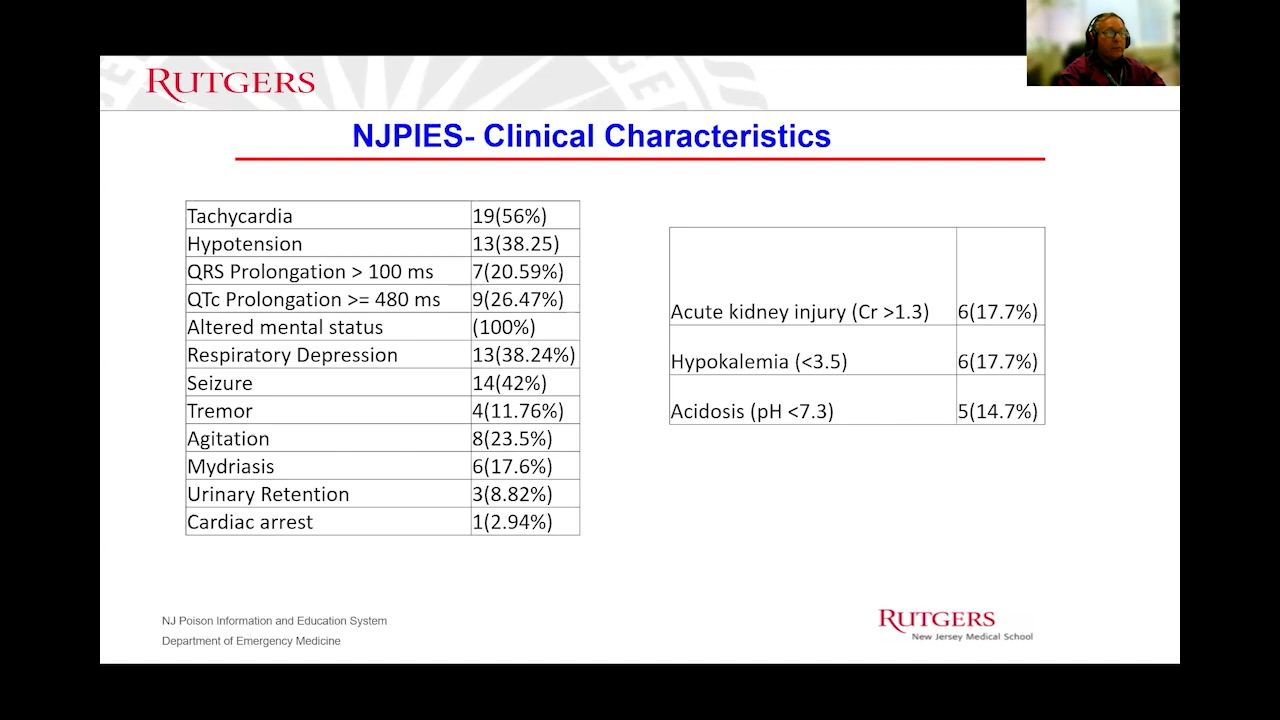 RUTGERS
NJPIES- Clinical Characteristics
Tachycardia 19(56%)
Hypotension 13(38.25)
QRS Prolongation > 100 ms 7(20.59%)
QTc Prolongation >= 480 ms 9(26.47%)
Altered mental status (100%)
Respiratory Depression 13(38.24%)
Seizure 14(42%)
Tremor 4(11.76%)
Agitation 8(23.5%)
Mydriasis 6(17.6%)
Urinary Retention 3(8.82%)
Cardiac arrest 1(2.94%)
Acute kidney injury (Cr >1.3) 6(17.7%)
Hypokalemia (<3.5) 6(17.7%)
Acidosis (pH <7.3) 5(14.7%)
NJ Poison Information and Education System
Department of Emergency Medicine
RUTGERS
New Jersey Medical School